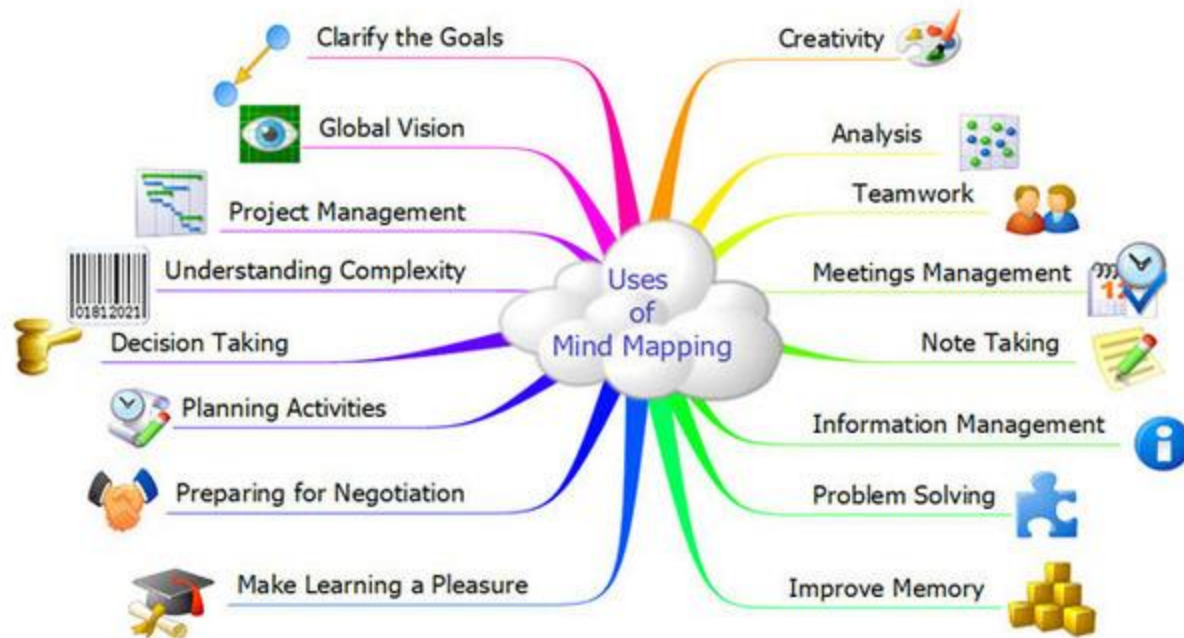 Uses
of
Mind Mapping
Creativity
Analysis
Teamwork
Meetings Management
12
Note Taking
Information Management
i
Problem Solving
Improve Memory
Clarify the Goals
Global Vision
Project Management
Understanding Complexity
01812021
Decision Taking
Planning Activities
Preparing for Negotiation
Make Learning a Pleasure